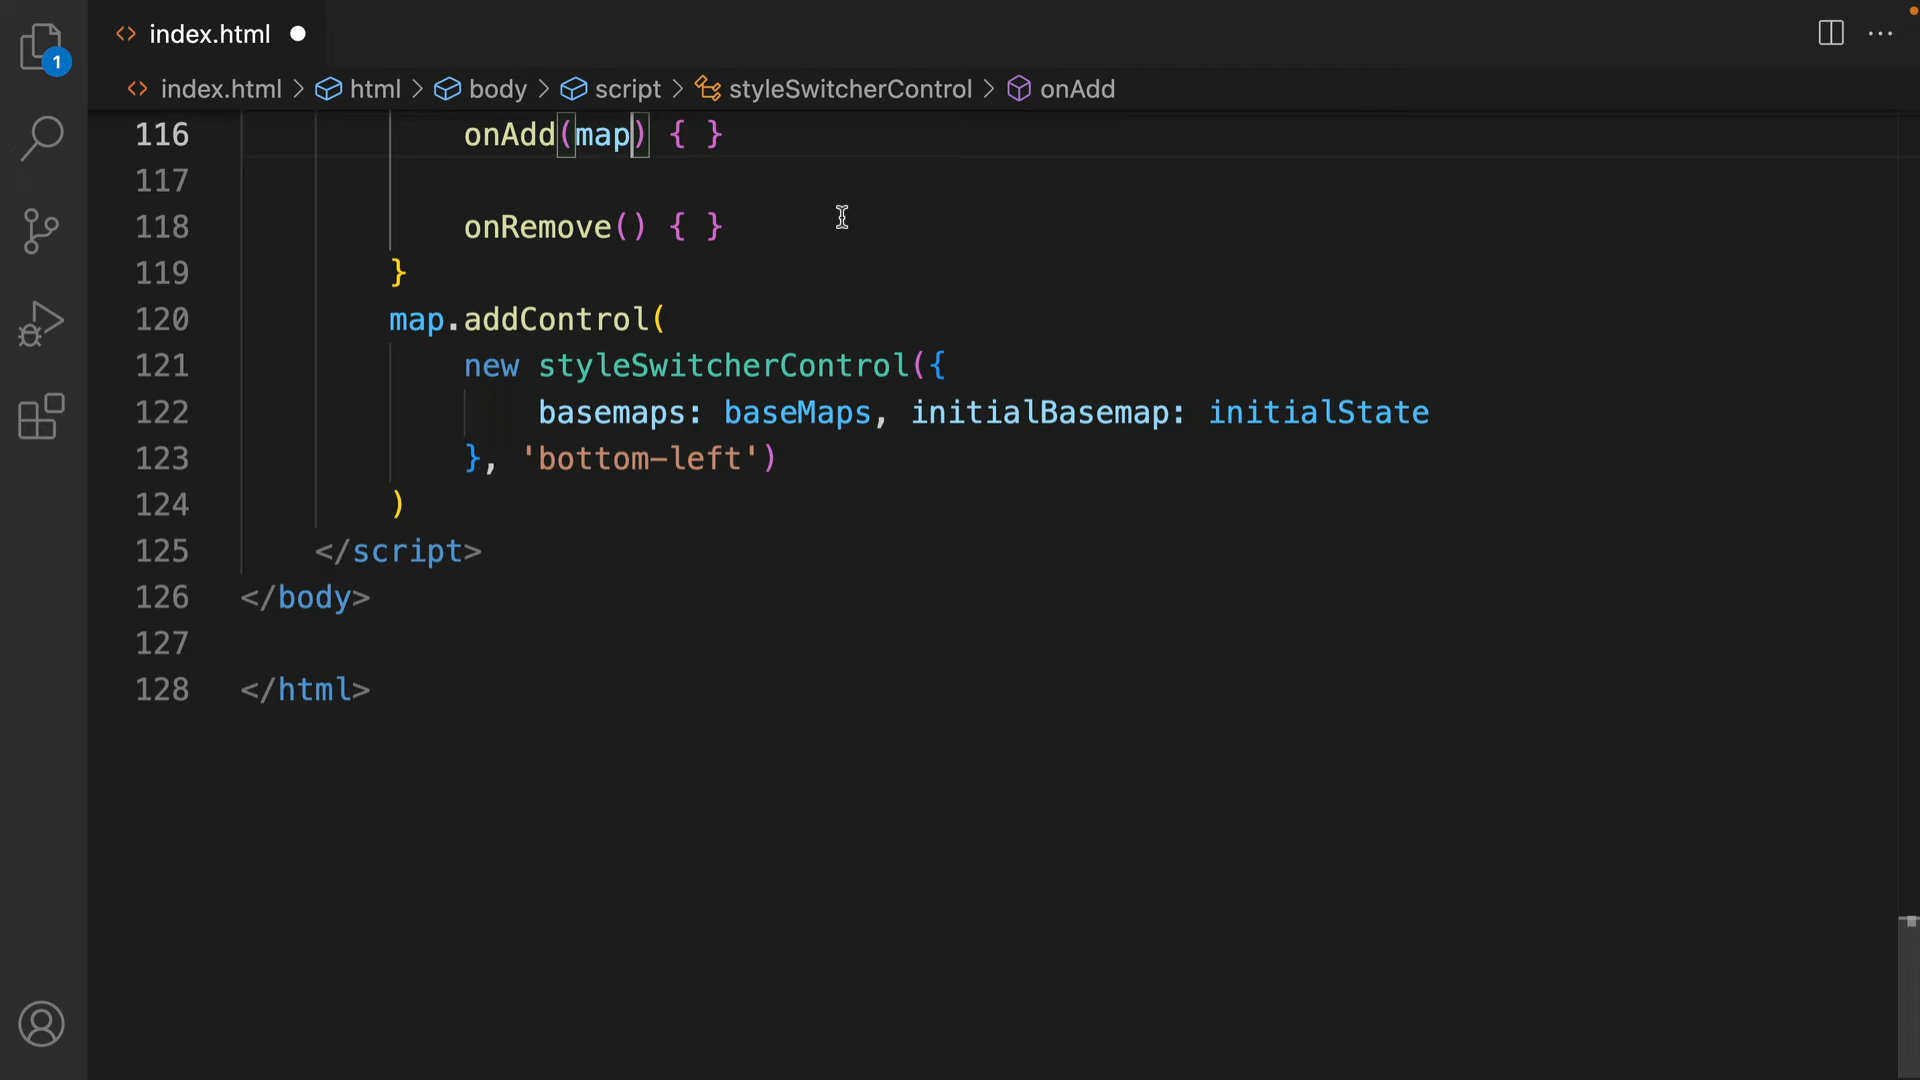 index.html
index.html > html > body > script > styleSwitcherControl > onAdd
1
116 onAdd(map) { }
117
118 onRemove() { }
119 }
120 map.addControl(
121 new styleSwitcherControl({
122 basemaps: baseMaps, initialBasemap: initialState
123 }, 'bottom-left')
124 )
125 </script>
126 </body>
127
128 </html>